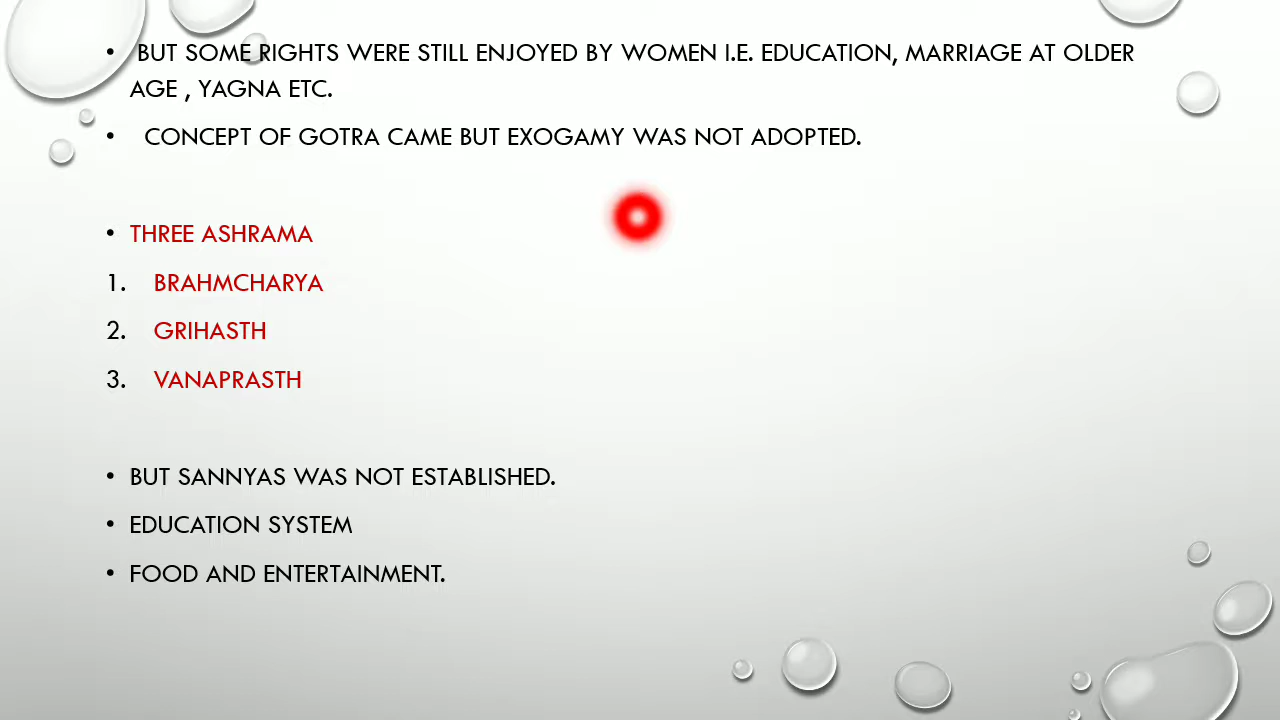 • BUT SOME RIGHTS WERE STILL ENJOYED BY WOMEN I.E. EDUCATION, MARRIAGE AT OLDER
AGE , YAGNA ETC.
• CONCEPT OF GOTRA CAME BUT EXOGAMY WAS NOT ADOPTED.
• THREE ASHRAMA
1. BRAHMCHARYA
2. GRIHASTH
3. VANAPRASTH
• BUT SANNYAS WAS NOT ESTABLISHED.
• EDUCATION SYSTEM
• FOOD AND ENTERTAINMENT.